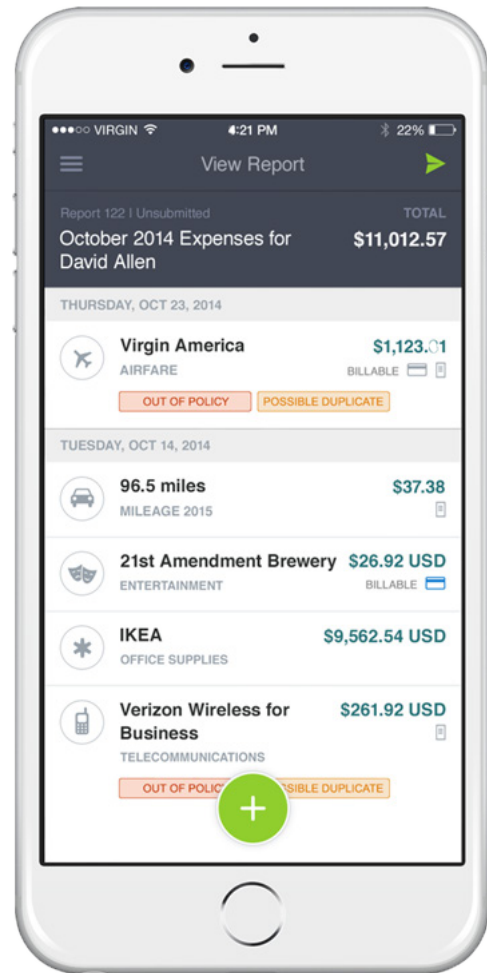 VIRGIN 4:21 PM 22%
View Report
Report 122 | Unsubmitted TOTAL
October 2014 Expenses for $11,012.57
David Allen
THURSDAY, OCT 23, 2014
Virgin America
AIRFARE BILLABLE
OUT OF POLICY POSSIBLE DUPLICATE
TUESDAY, OCT 14, 2014
96.5 miles $37.38
MILEAGE 2015
21st Amendment Brewery $26.92 USD
ENTERTAINMENT BILLABLE
IKEA $9,562.54 USD
OFFICE SUPPLIES
Verizon Wireless for $261.92 USD
Business
TELECOMMUNICATIONS
OUT OF DUPLICATE
+